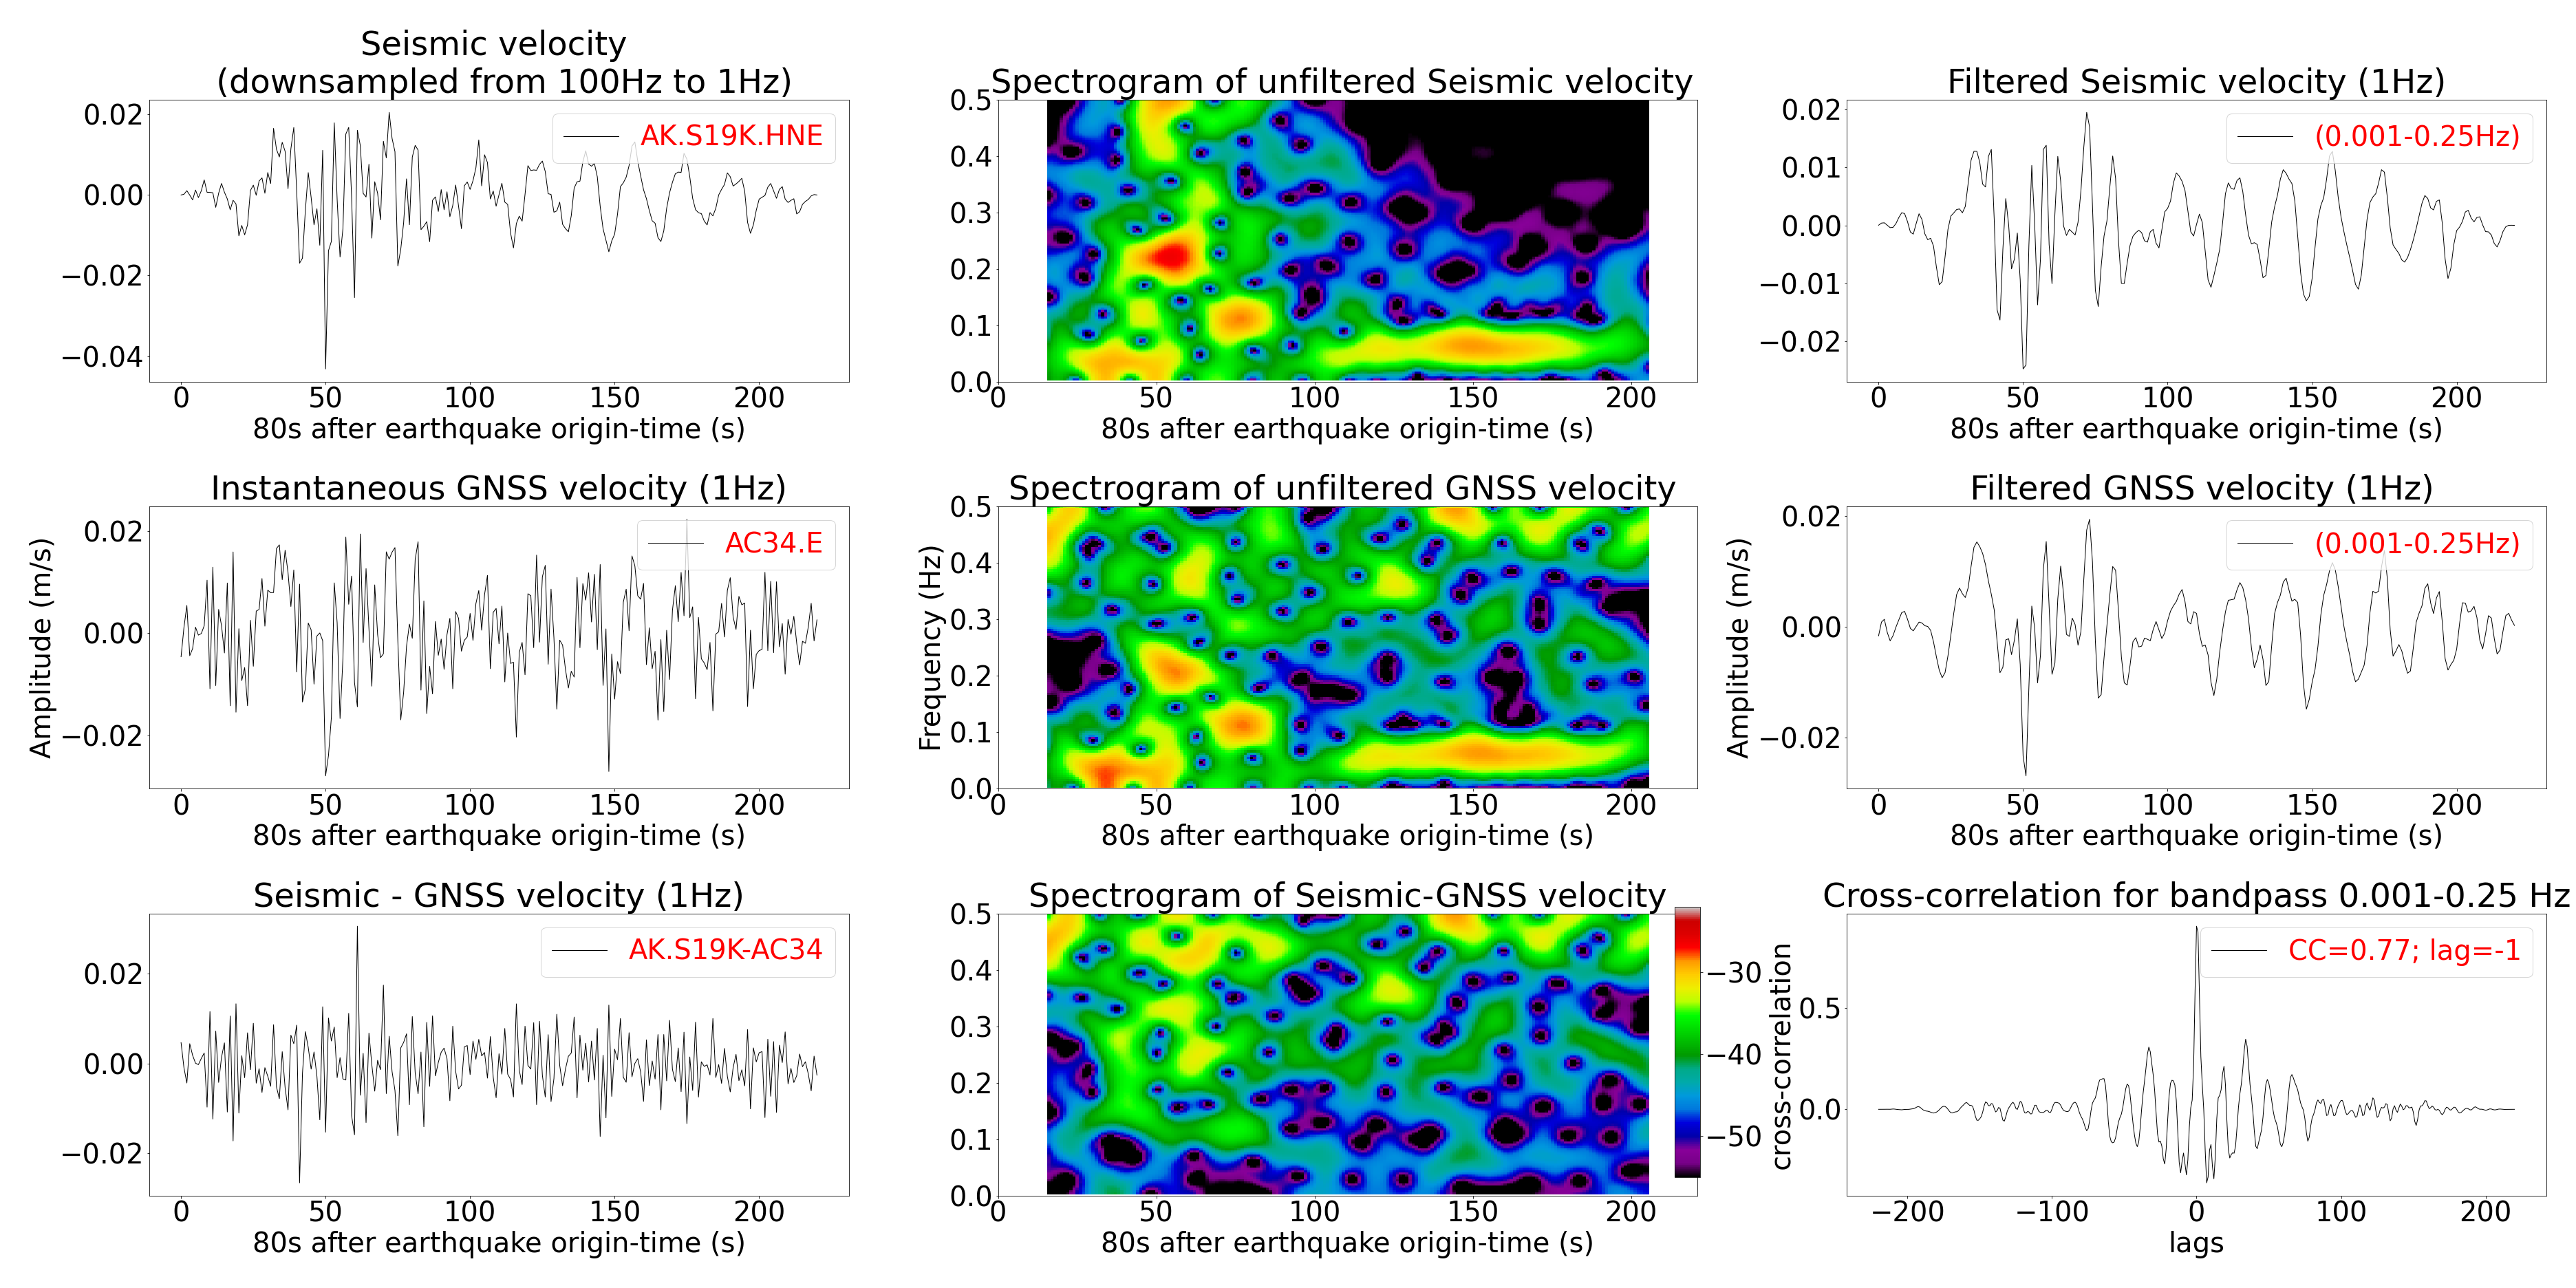 Seismic velocity
(downsampled from 100Hz to 1Hz)
0.02
0.00
−0.02
−0.04
AK.S19K.HNE
0
50
100
150
200
80s after earthquake origin-time (s)
Spectrogram of unfiltered Seismic velocity
0.5
0.4
0.3
0.2
0.1
0.0
0
50
100
150
200
80s after earthquake origin-time (s)
Filtered Seismic velocity (1Hz)
0.02
0.01
0.00
−0.01
−0.02
(0.001-0.25Hz)
0
50
100
150
200
80s after earthquake origin-time (s)
Instantaneous GNSS velocity (1Hz)
Amplitude (m/s)
0.02
0.00
−0.02
AC34.E
0
50
100
150
200
80s after earthquake origin-time (s)
Spectrogram of unfiltered GNSS velocity
Frequency (Hz)
0.5
0.4
0.3
0.2
0.1
0.0
0
50
100
150
200
80s after earthquake origin-time (s)
Filtered GNSS velocity (1Hz)
Amplitude (m/s)
0.02
0.00
−0.02
(0.001-0.25Hz)
0
50
100
150
200
80s after earthquake origin-time (s)
Seismic - GNSS velocity (1Hz)
0.02
0.00
−0.02
AK.S19K-AC34
0
50
100
150
200
80s after earthquake origin-time (s)
Spectrogram of Seismic-GNSS velocity
0.5
0.4
0.3
0.2
0.1
0.0
0
50
100
150
200
80s after earthquake origin-time (s)
−30
−40
−50
Cross-correlation for bandpass 0.001-0.25 Hz
cross-correlation
0.5
0.0
CC=0.77; lag=-1
−200
−100
0
100
200
lags